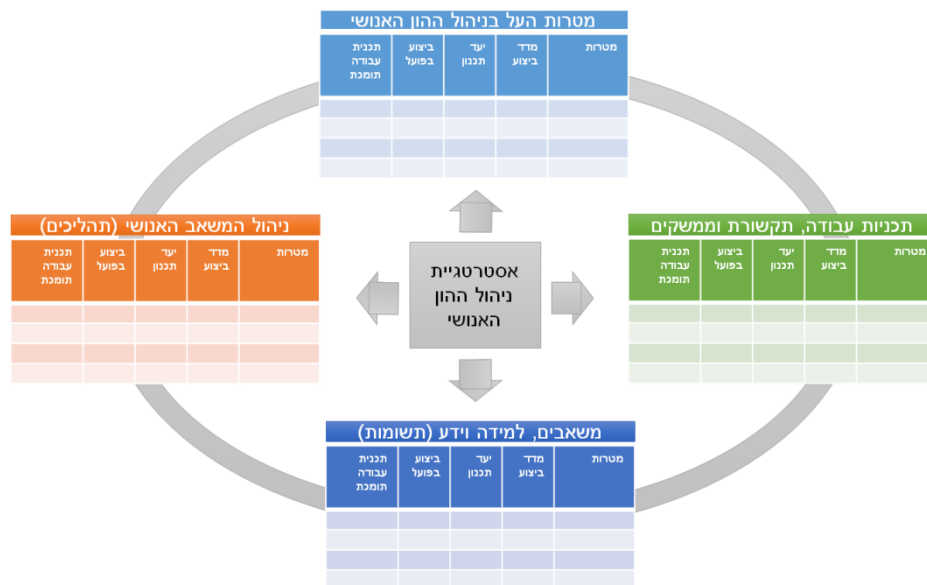 מטרות העל בניהול ההון האנושי
מטרות
מדד
ביצוע
יעד
תכנון
ביצוע
בפועל
תכנית
עבודה
תומכת
תכניות עבודה, תקשורת וממשקים
מטרות
מדד
ביצוע
יעד
תכנון
ביצוע
בפועל
תכנית
עבודה
תומכת
אסטרטגיית
ניהול ההון
האנושי
ניהול המשאב האנושי (תהליכים)
מטרות
מדד
ביצוע
יעד
תכנון
ביצוע
בפועל
תכנית
עבודה
תומכת
משאבים, למידה וידע (תשומות)
מטרות
מדד
ביצוע
יעד
תכנון
ביצוע
בפועל
תכנית
עבודה
תומכת